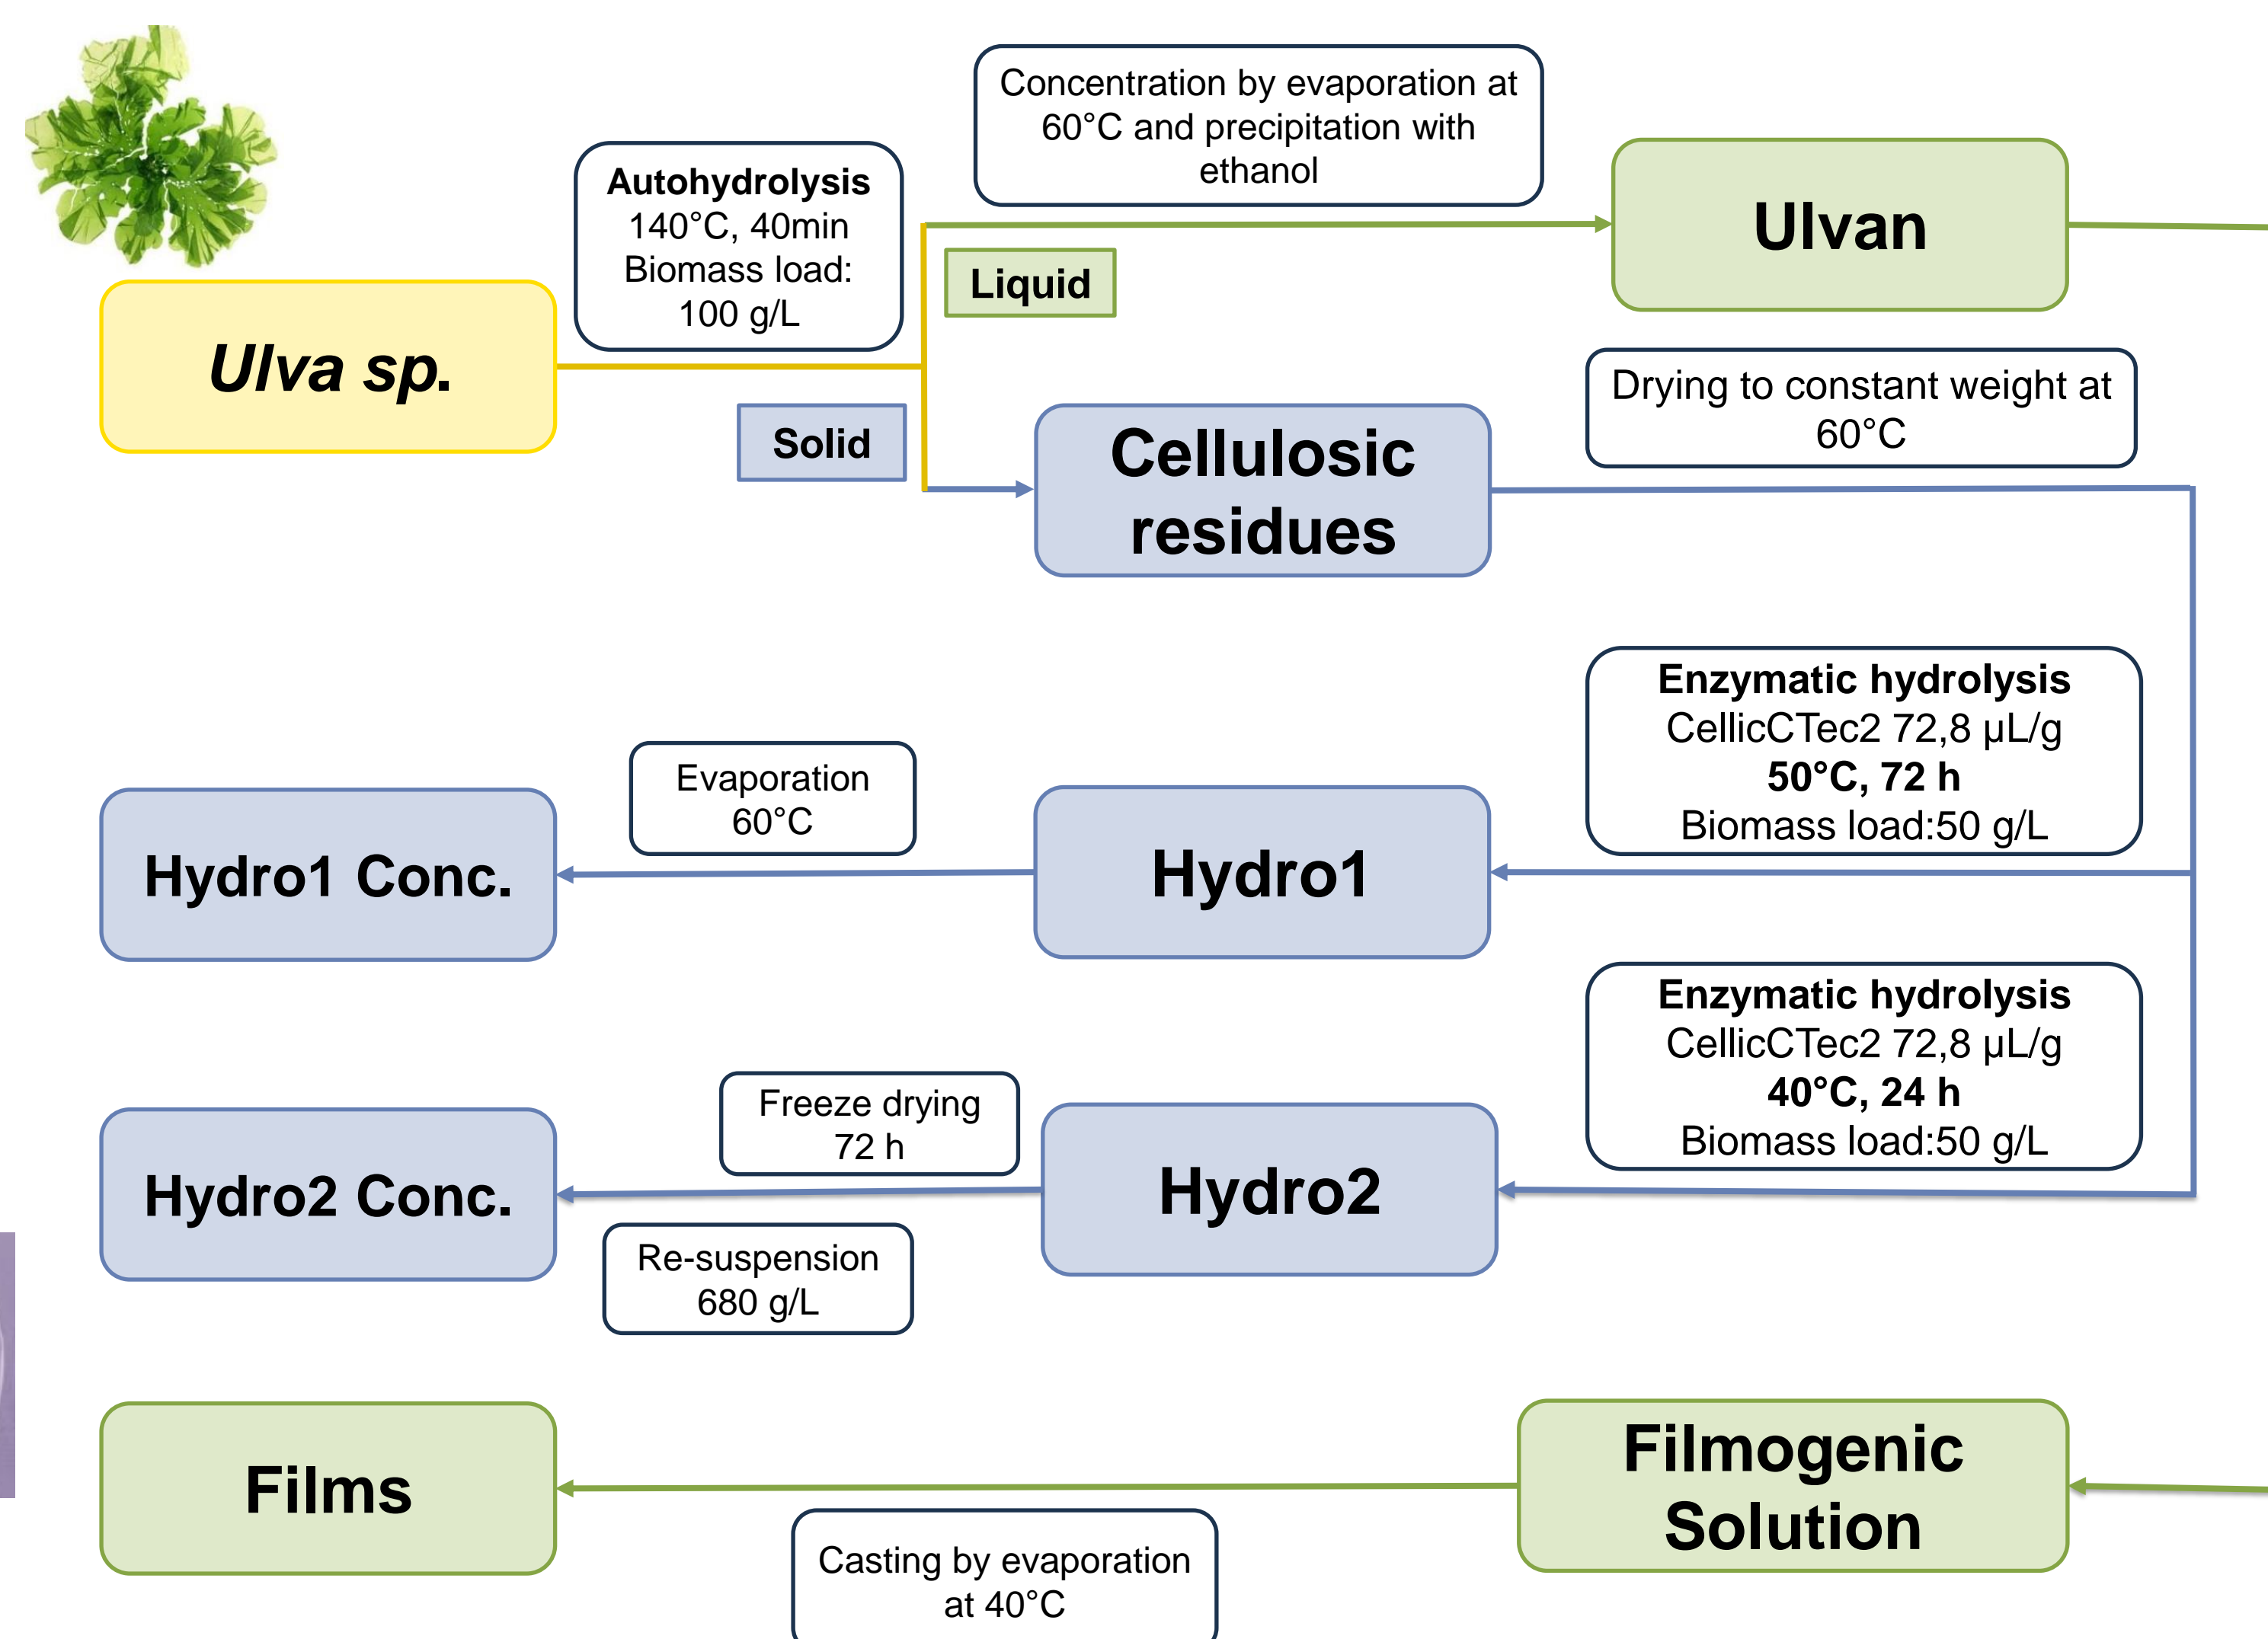 Concentration by evaporation at
60°C and precipitation with
ethanol
Autohydrolysis
140°C, 40min
Biomass load:
100 g/L
Ulvan
Liquid
Ulva sp.
Drying to constant weight at
60°C
Solid
Cellulosic
residues
Enzymatic hydrolysis
CellicCTec2 72,8 µL/g
50°C, 72 h
Biomass load:50 g/L
Evaporation
60°C
Hydro1 Conc.
Hydro1
Enzymatic hydrolysis
CellicCTec2 72,8 µL/g
40°C, 24 h
Biomass load:50 g/L
Freeze drying
72 h
Hydro2 Conc.
Hydro2
Re-suspension
680 g/L
Films
Filmogenic
Solution
Casting by evaporation
at 40°C